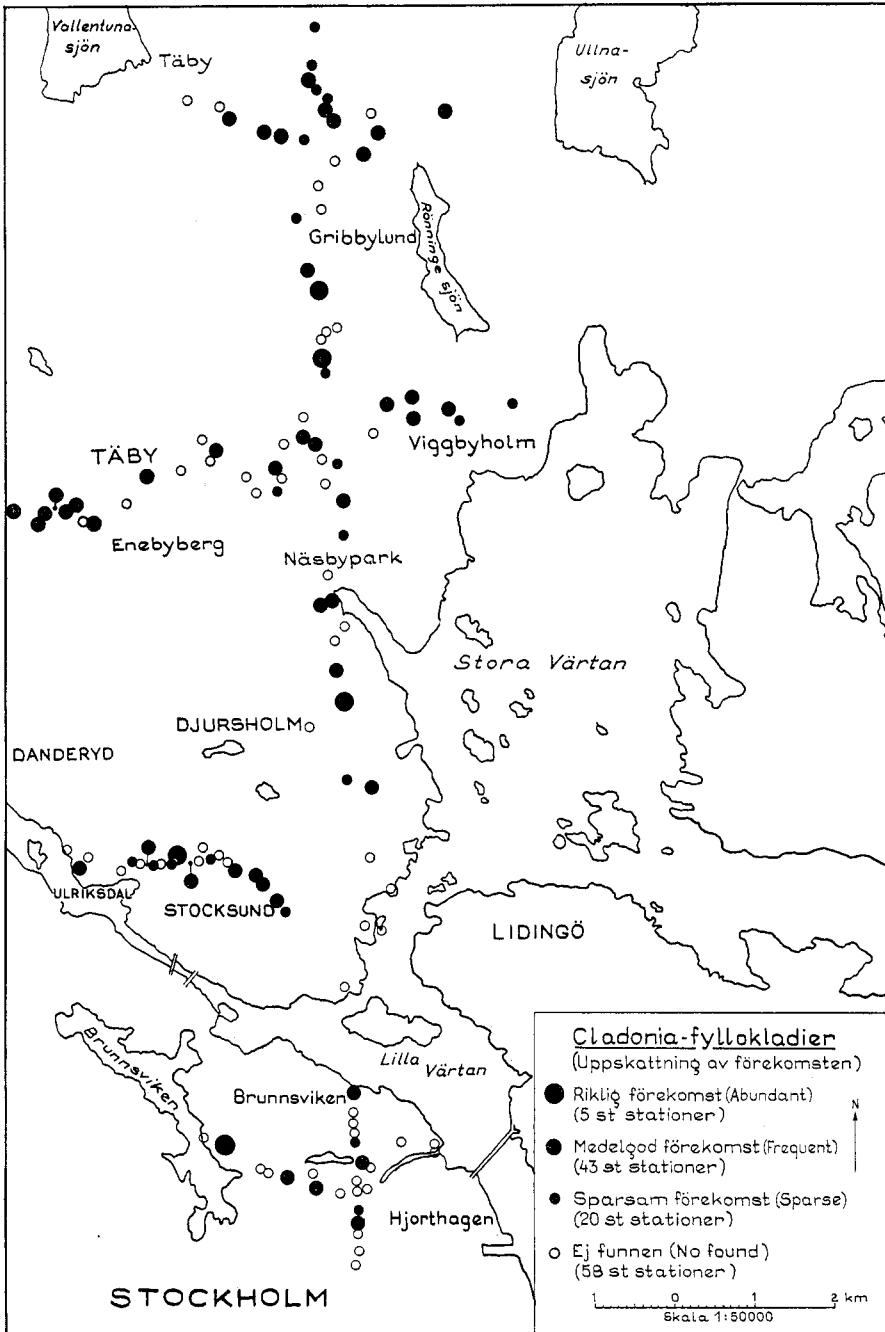 Vallentuna-
sjön
Täby
Ullna-
sjön
Rönninge sjön
Gribbylund
Viggbyholm
TÄBY
Enebyberg
Näsbypark
Stora Värtan
DJURSHOLM
DANDERYD
ULRIKSDAL
STOCKSUND
LIDINGÖ
Brunnsviken
Lilla
Värtan
Brunnsviken
Hjorthagen
STOCKHOLM
Cladonia-fyllokladier
(Uppskattning av förekomsten)
Riklig förekomst (Abundant)
(5 st stationer)
N
Medelgod förekomst (Frequent)
(43 st stationer)
Sparsam förekomst (Sparse)
(20 st stationer)
Ej funnen (No found)
(58 st stationer)
1 0 1 2 km
Skala 1:50000